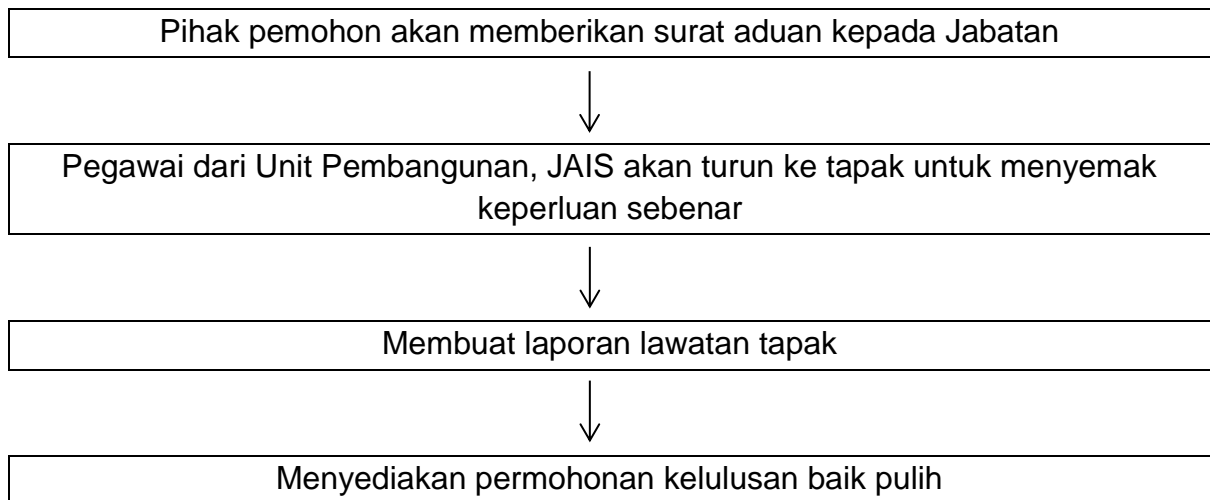 Pihak pemohon akan memberikan surat aduan kepada Jabatan
Pegawai dari Unit Pembangunan, JAIS akan turun ke tapak untuk menyemak
keperluan sebenar
Membuat laporan lawatan tapak
Menyediakan permohonan kelulusan baik pulih